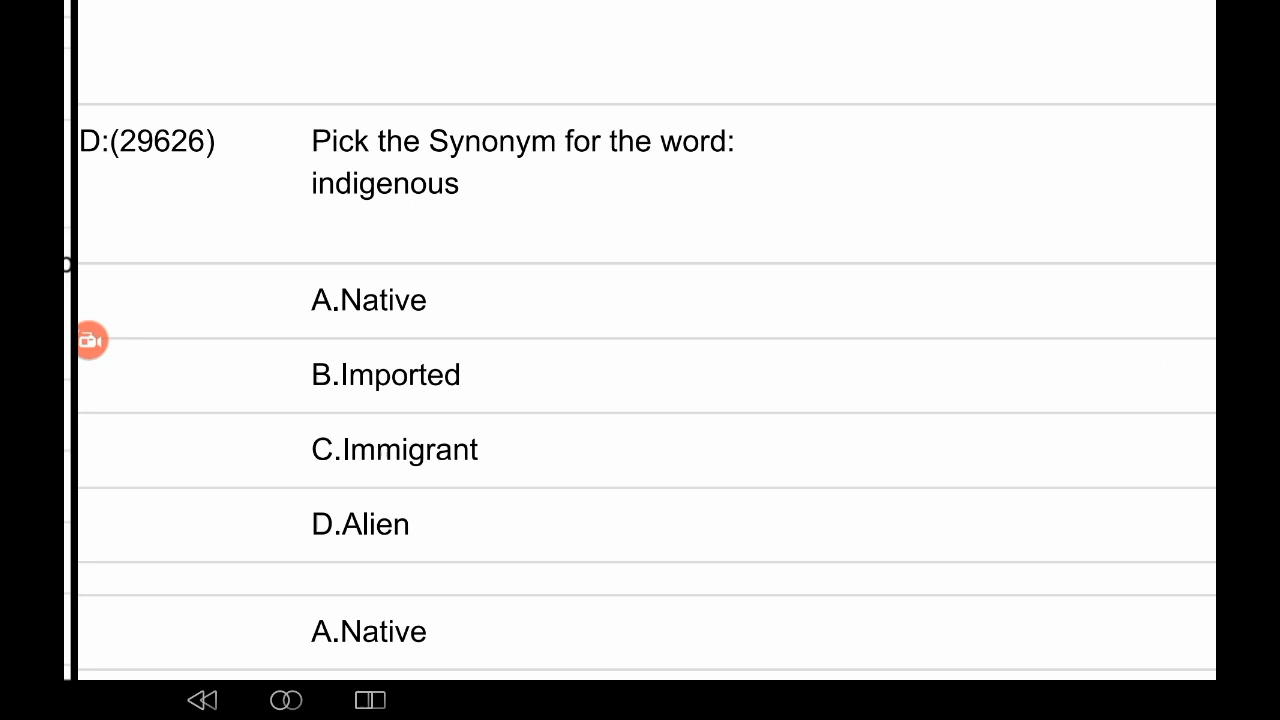 D:(29626)
Pick the Synonym for the word:
indigenous
A.Native
B.Imported
C.Immigrant
D.Alien
A.Native